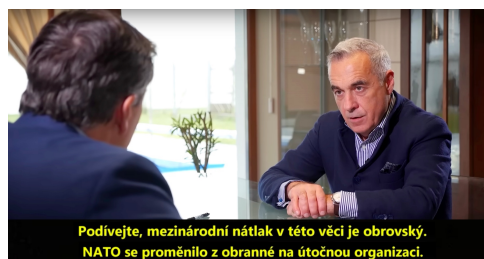 Podívejte, mezinárodní nátlak v této věci je obrovský.
NATO se proměnilo z obranné na útočnou organizaci.